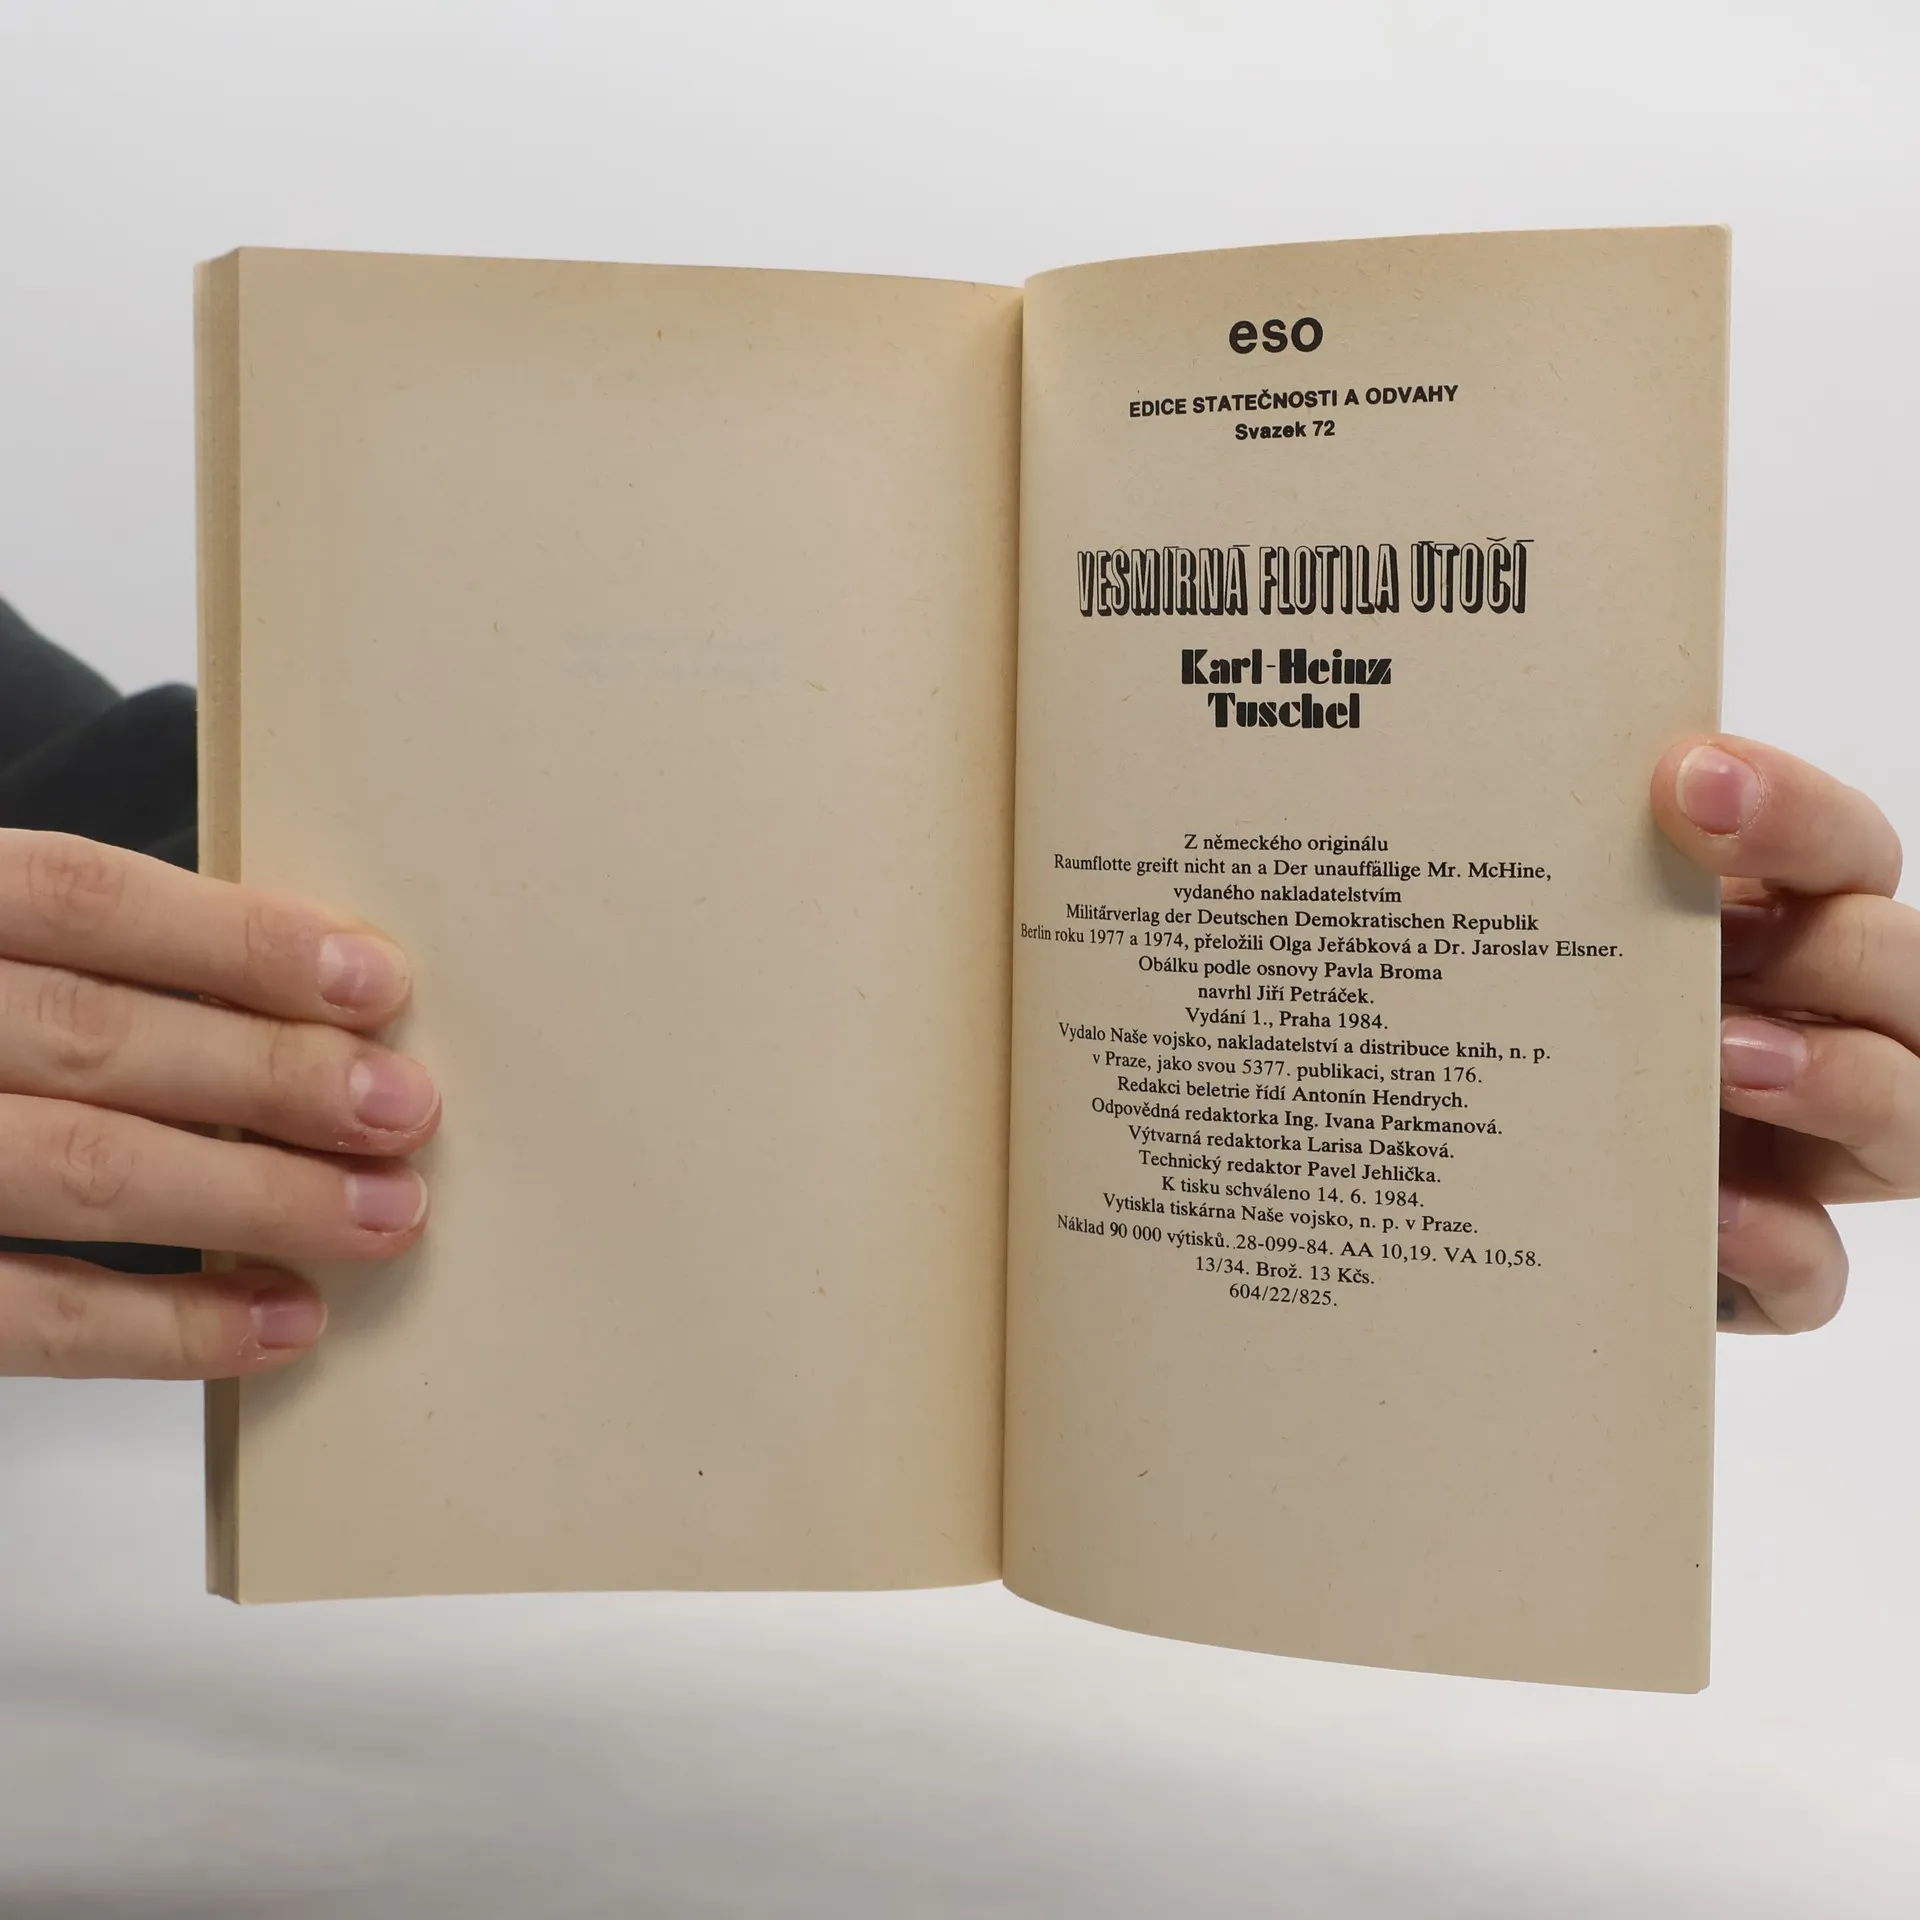 eso
EDICE STATEČNOSTI A ODVAHY
Svazek 72
VESMÍRNÁ FLOTILA ÚTOČÍ
Karl-Heinz
Tuschel
Z německého originálu
Raumflotte greift nicht an a Der unauffällige Mr. McHine,
vydaného nakladatelstvím
Militärverlag der Deutschen Demokratischen Republik
Berlin roku 1977 a 1974, přeložili Olga Jeřábková a Dr. Jaroslav Elsner.
Obálku podle osnovy Pavla Broma
navrhl Jiří Petráček.
Vydání 1., Praha 1984.
Vydalo Naše vojsko, nakladatelství a distribuce knih, n. p.
v Praze, jako svou 5377. publikaci, stran 176.
Redakci beletrie řídí Antonín Hendrych.
Odpovědná redaktorka Ing. Ivana Parkmanová.
Výtvarná redaktorka Larisa Dašková.
Technický redaktor Pavel Jehlička.
K tisku schváleno 14. 6. 1984.
Vytiskla tiskárna Naše vojsko, n. p. v Praze.
Náklad 90 000 výtisků. 28-099-84. AA 10,19. VA 10,58.
13/34. Brož. 13 Kčs.
604/22/825.